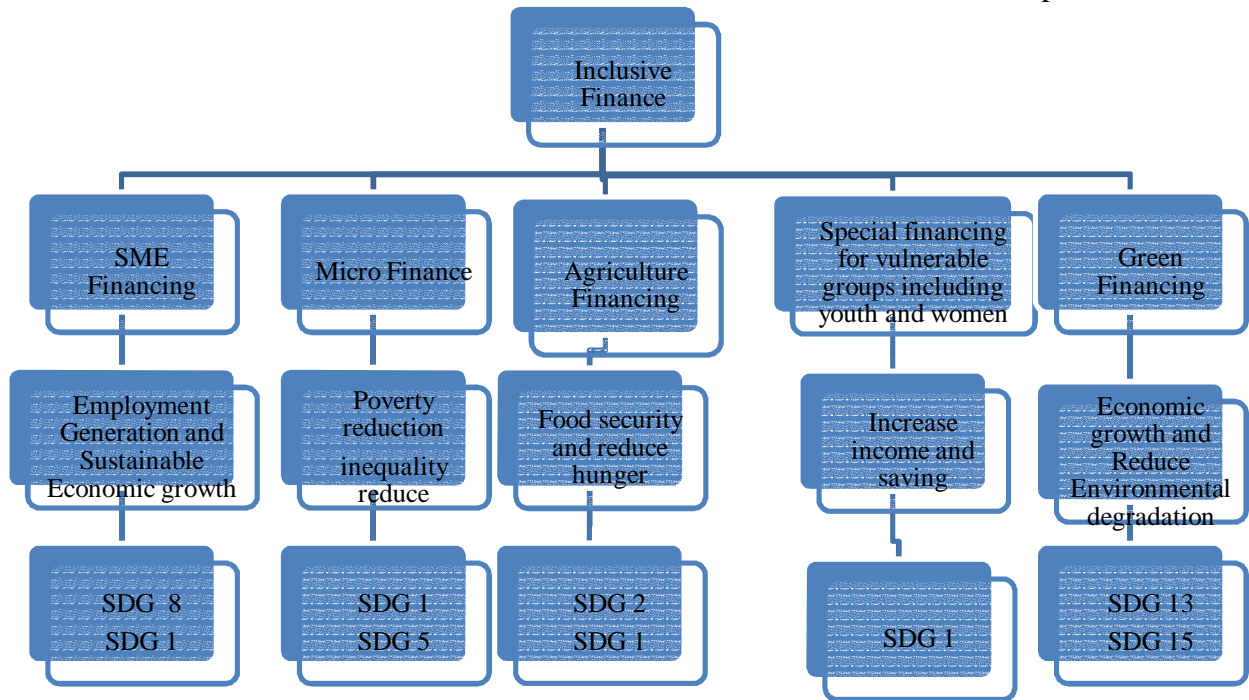 Inclusive
Finance
SME
Financing
Micro Finance
Agriculture
Financing
Special financing
for vulnerable
groups including
youth and women
Green
Financing
Employment
Generation and
Sustainable
Economic growth
Poverty
reduction
inequality
reduce
Food security
and reduce
hunger
Increase
income and
saving
Economic
growth and
Reduce
Environmental
degradation
SDG 8
SDG 1
SDG 1
SDG 5
SDG 2
SDG 1
SDG 1
SDG 13
SDG 15